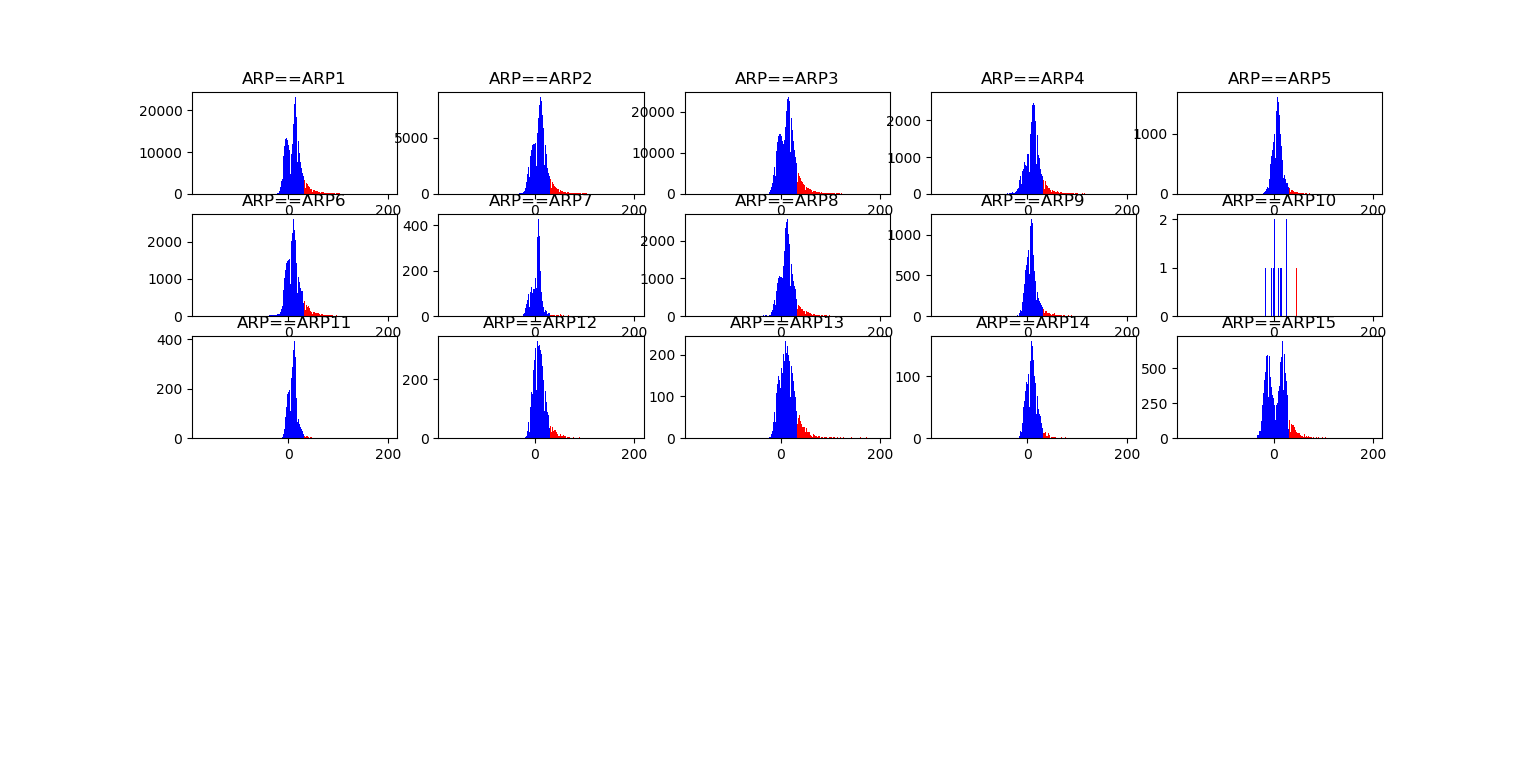 ARP==ARP1 ARP==ARP2 ARP==ARP3 ARP==ARP4 ARP==ARP5
20000 5000 20000 2000 1000
10000 10000 1000
0 0 0 0 0
0 200 0 200 0 200 0 200 0 200
ARP==ARP6 ARP==ARP7 ARP==ARP8 ARP==ARP9 ARP==ARP10
2000 400 2000 1000 2
1000 200 1000 500 1
0 0 0 0 0
0 200 0 200 0 200 0 200 0 200
ARP==ARP11 ARP==ARP12 ARP==ARP13 ARP==ARP14 ARP==ARP15
400 200 200 100 500
200 100 250
0 0 0 0 0
0 200 0 200 0 200 0 200 0 200